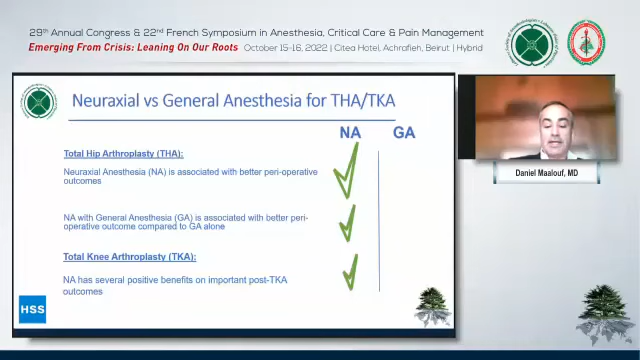 29th Annual Congress & 22nd French Symposium in Anesthesia, Critical Care & Pain Management
Emerging From Crisis: Leaning On Our Roots October 15-16, 2022 | Citea Hotel, Achrafieh, Beirut | Hybrid
Neuraxial vs General Anesthesia for THA/TKA
NA GA
Total Hip Arthroplasty (THA):
Neuraxial Anesthesia (NA) is associated with better peri-operative
outcomes
NA with General Anesthesia (GA) is associated with better peri-
operative outcome compared to GA alone
Total Knee Arthroplasty (TKA):
NA has several positive benefits on important post-TKA
outcomes
HSS
Daniel Maalouf, MD